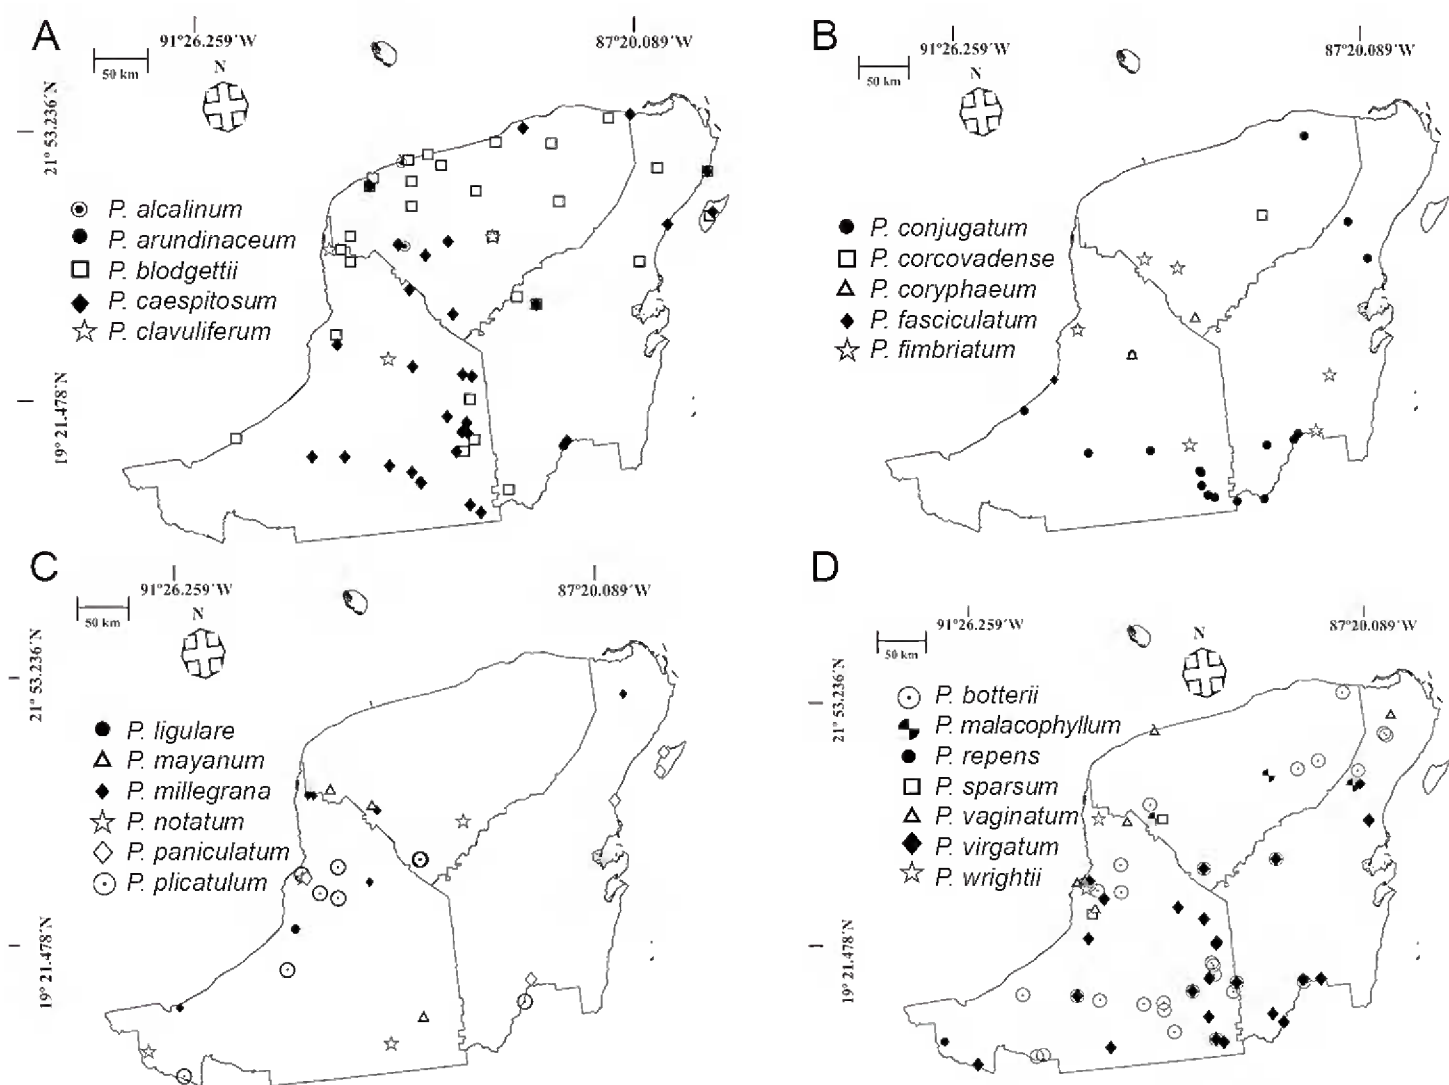 A
91°26.259´W
87°20.089´W
50 km
N
21° 53.236´N
19° 21.478´N
P. alcalinum
P. arundinaceum
P. blodgettii
P. caespitosum
P. clavuliferum
B
91°26.259´W
87°20.089´W
50 km
N
P. conjugatum
P. corcovadense
P. coryphaeum
P. fasciculatum
P. fimbriatum
C
91°26.259´W
87°20.089´W
50 km
N
21° 53.236´N
19° 21.478´N
P. ligulare
P. mayanum
P. millegrana
P. notatum
P. paniculatum
P. plicatulum
D
91°26.259´W
87°20.089´W
50 km
N
21° 53.236´N
19° 21.478´N
P. botterii
P. malacophyllum
P. repens
P. sparsum
P. vaginatum
P. virgatum
P. wrightii